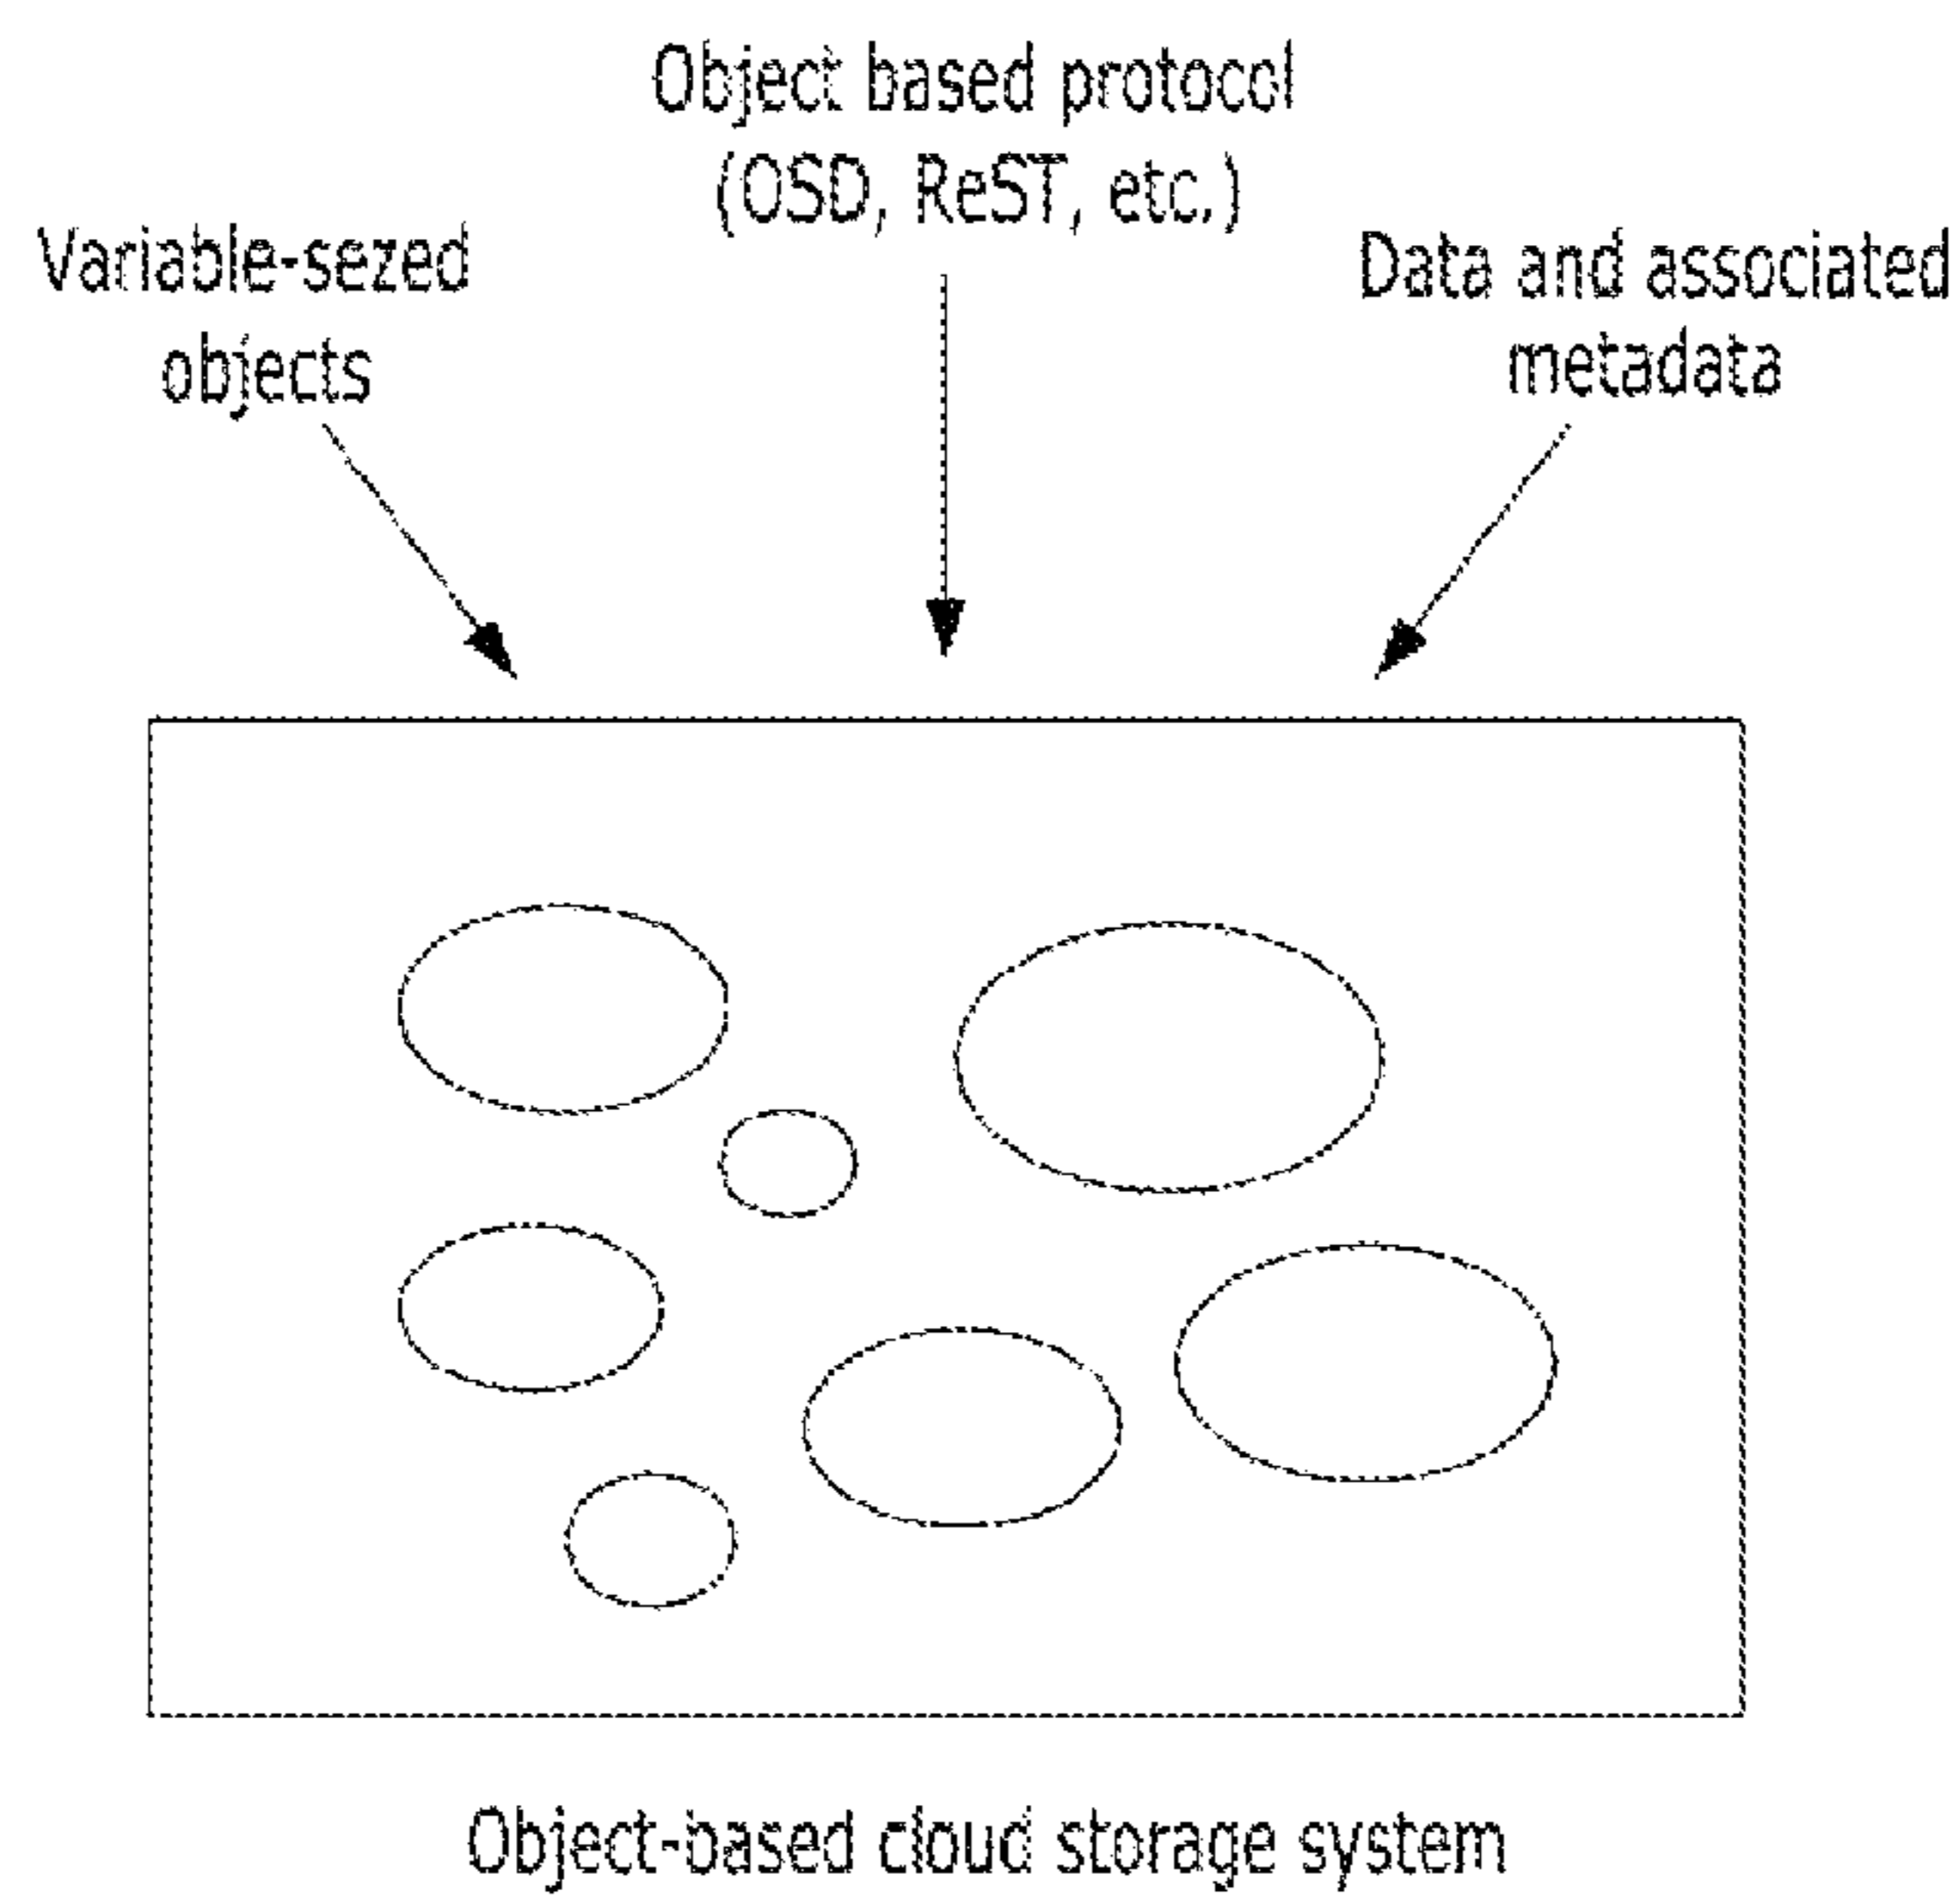 Object based protocol
(OSD, ReST, etc.)
Variable-sezed
objects
Data and associated
metadata
Object-based cloud storage system